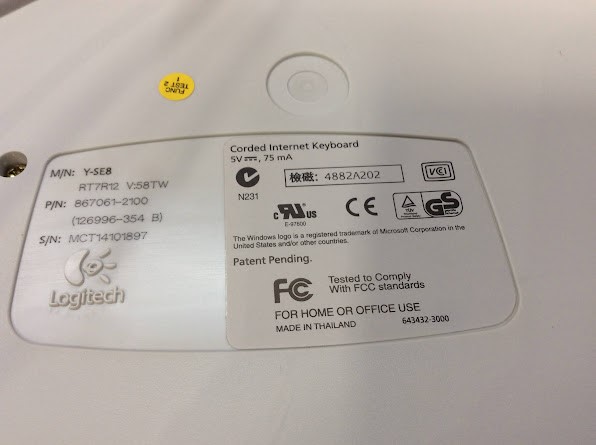 FUNC
TEST 2
1
M/N: Y-SE8
RT7R12 V:58TW
P/N: 867061-2100
(126996-354 B)
S/N: MCT14101897
Logitech
Corded Internet Keyboard
5V⎓, 75 mA
N231
檢磁: 4882A202
VCI
c RU US
E-97600
CE
TÜV
GS
The Windows logo is a registered trademark of Microsoft Corporation in the
United States and/or other countries.
Patent Pending.
FC
Tested to Comply
With FCC standards
FOR HOME OR OFFICE USE
MADE IN THAILAND
643432-3000